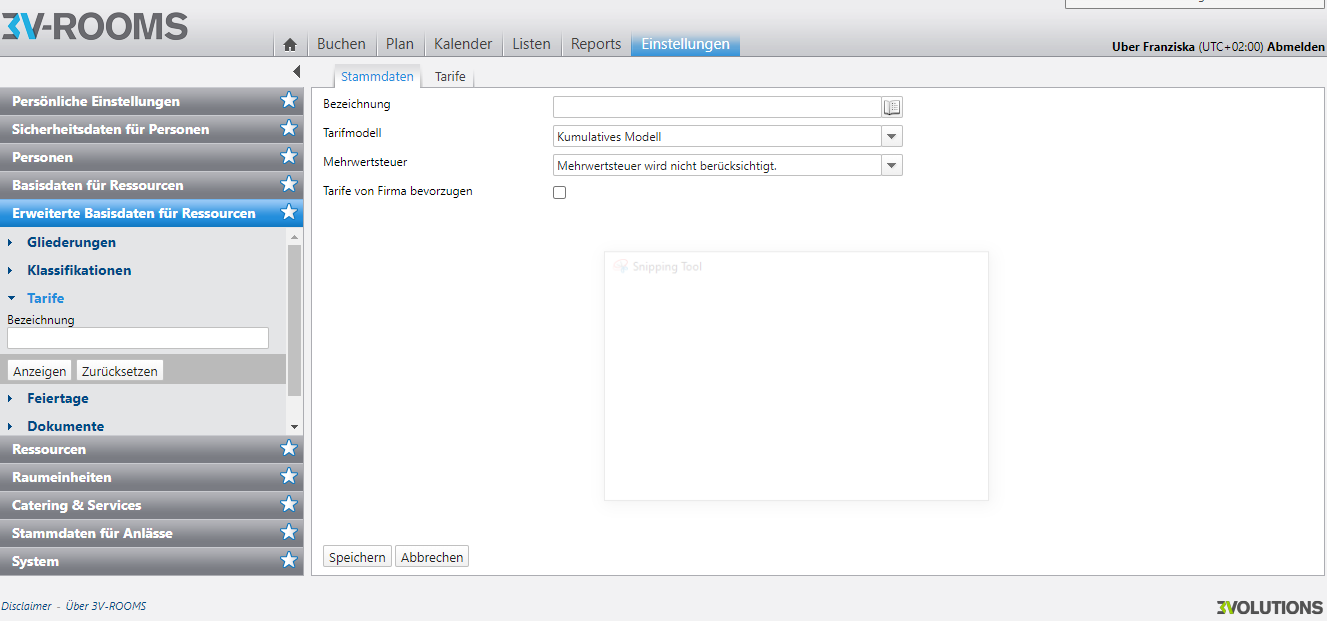 3V-ROOMS
Buchen Plan Kalender Listen Reports Einstellungen
Uber Franziska (UTC+02:00) Abmelden
Stammdaten Tarife
Persönliche Einstellungen
Sicherheitsdaten für Personen
Personen
Basisdaten für Ressourcen
Erweiterte Basisdaten für Ressourcen
Gliederungen
Klassifikationen
Tarife
Bezeichnung
Anzeigen Zurücksetzen
Feiertage
Dokumente
Ressourcen
Raumeinheiten
Catering & Services
Stammdaten für Anlässe
System
Bezeichnung
Tarifmodell Kumulatives Modell
Mehrwertsteuer Mehrwertsteuer wird nicht berücksichtigt.
Tarife von Firma bevorzugen
Snipping Tool
Speichern Abbrechen
Disclaimer - Über 3V-ROOMS
3VOLUTIONS